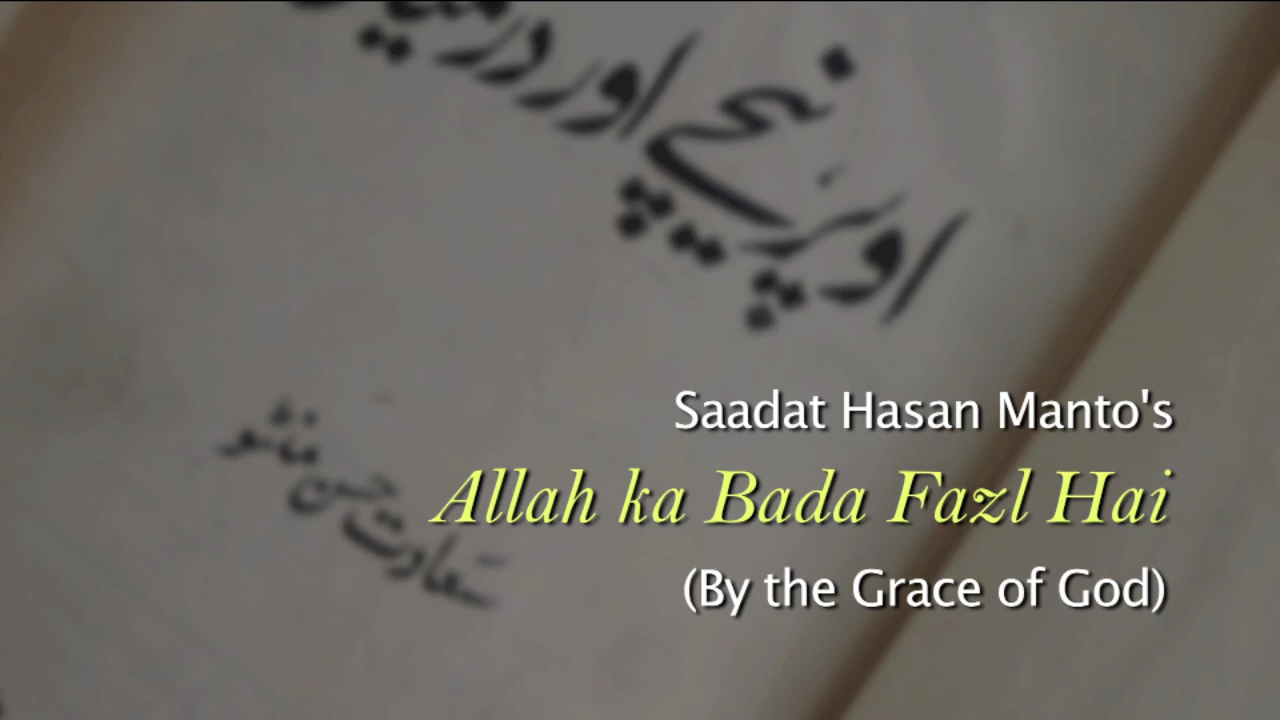 اوپر نیچے اور درمیان
Saadat Hasan Manto's
Allah ka Bada Fazl Hai
سعادت حسن منٹو
(By the Grace of God)